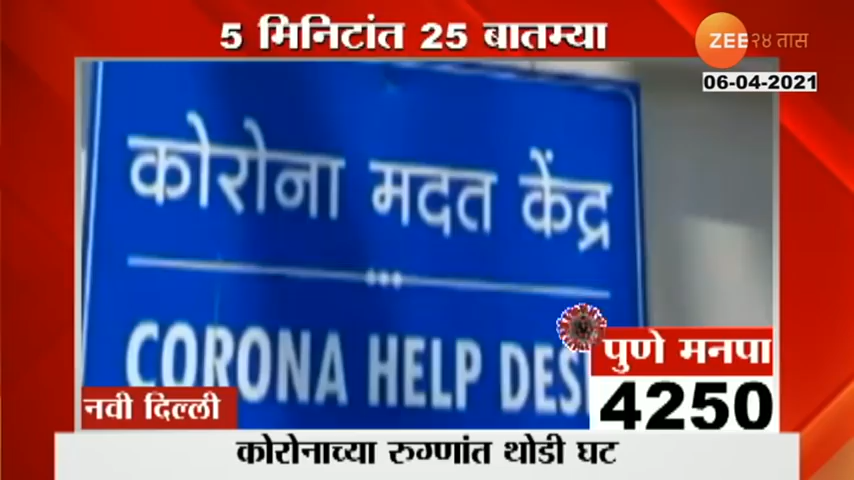 5 मिनिटांत 25 बातम्या
ZEE २४ तास
06-04-2021
कोरोना मदत केंद्र
CORONA HELP DES
पुणे मनपा
4250
नवी दिल्ली
कोरोनाच्या रुग्णांत थोडी घट